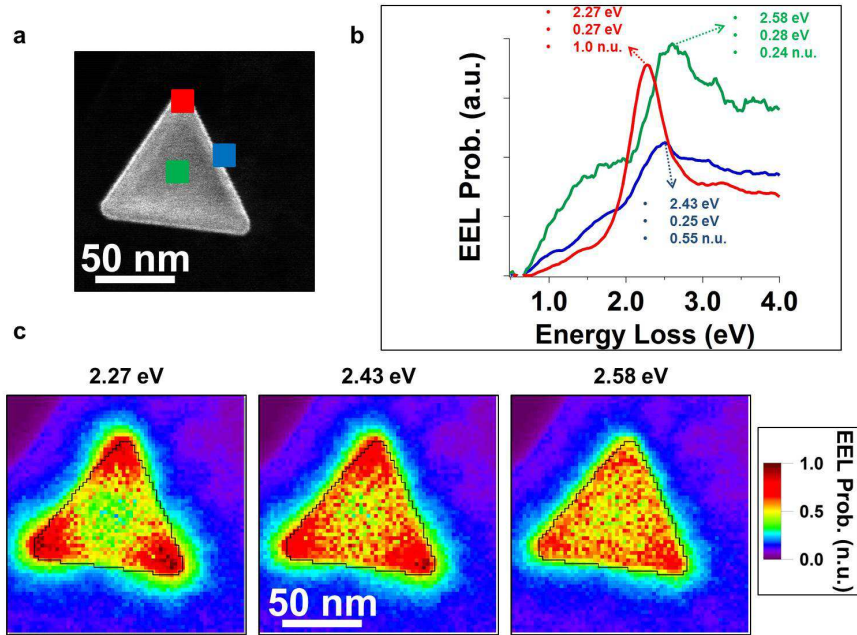 a
50 nm
b
EEL Prob. (a.u.)
• 2.27 eV
• 0.27 eV
• 1.0 n.u.
• 2.58 eV
• 0.28 eV
• 0.24 n.u.
• 2.43 eV
• 0.25 eV
• 0.55 n.u.
1.0 2.0 3.0 4.0
Energy Loss (eV)
c
2.27 eV
2.43 eV
2.58 eV
50 nm
1.0
0.5
0.0
EEL Prob. (n.u.)